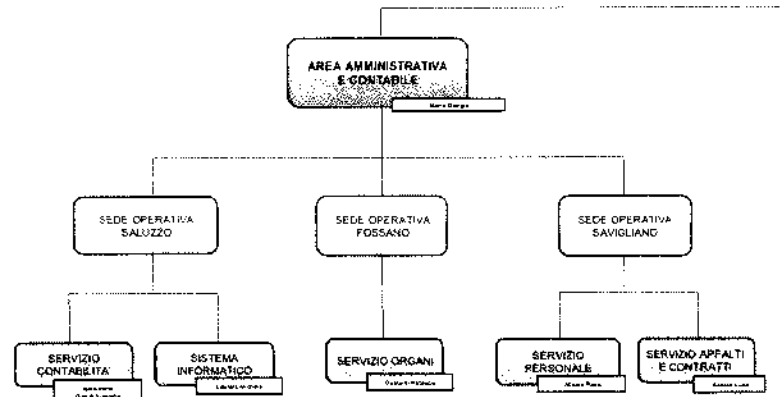 AREA AMMINISTRATIVA
E CONTABILE
SEDE OPERATIVA
SALUZZO
SEDE OPERATIVA
FOSSANO
SEDE OPERATIVA
SAVIGLIANO
SERVIZIO
CONTABILITA'
SISTEMA
INFORMATICO
SERVIZIO ORGANI
SERVIZIO
PERSONALE
SERVIZIO APPALTI
E CONTRATTI